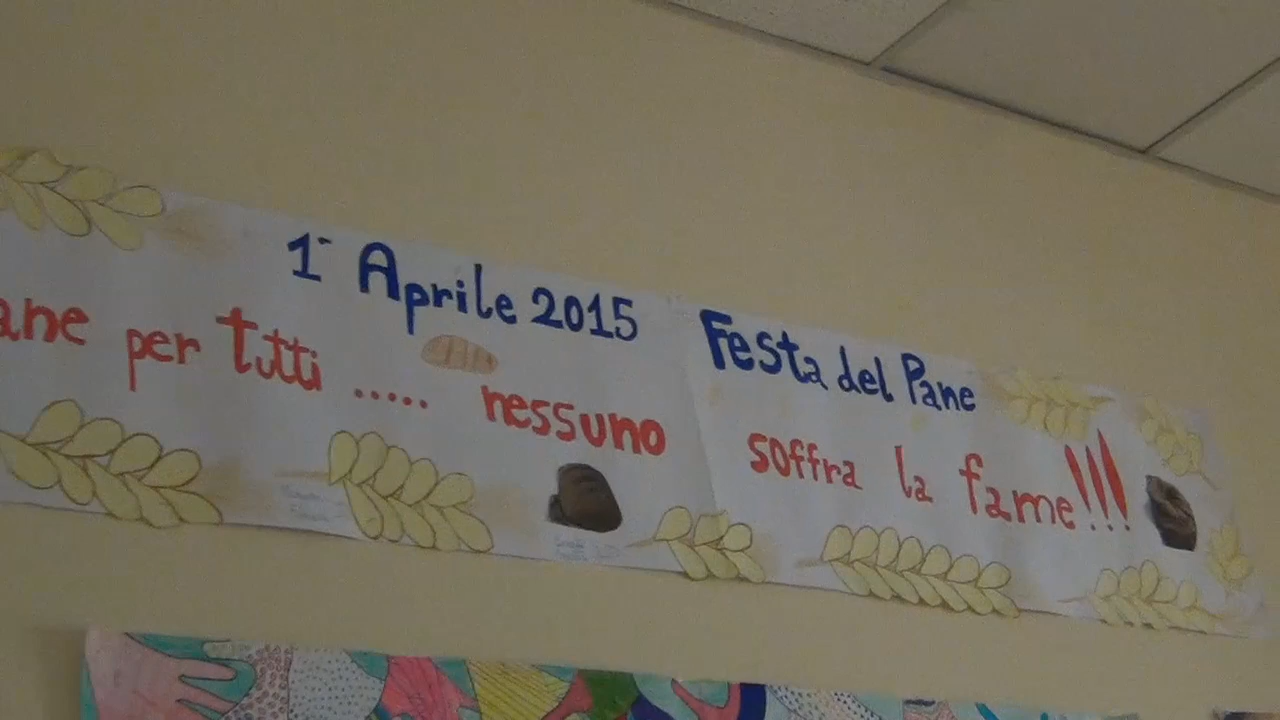 1° Aprile 2015 Festa del Pane
ane per tutti ..... nessuno soffra la fame!!!